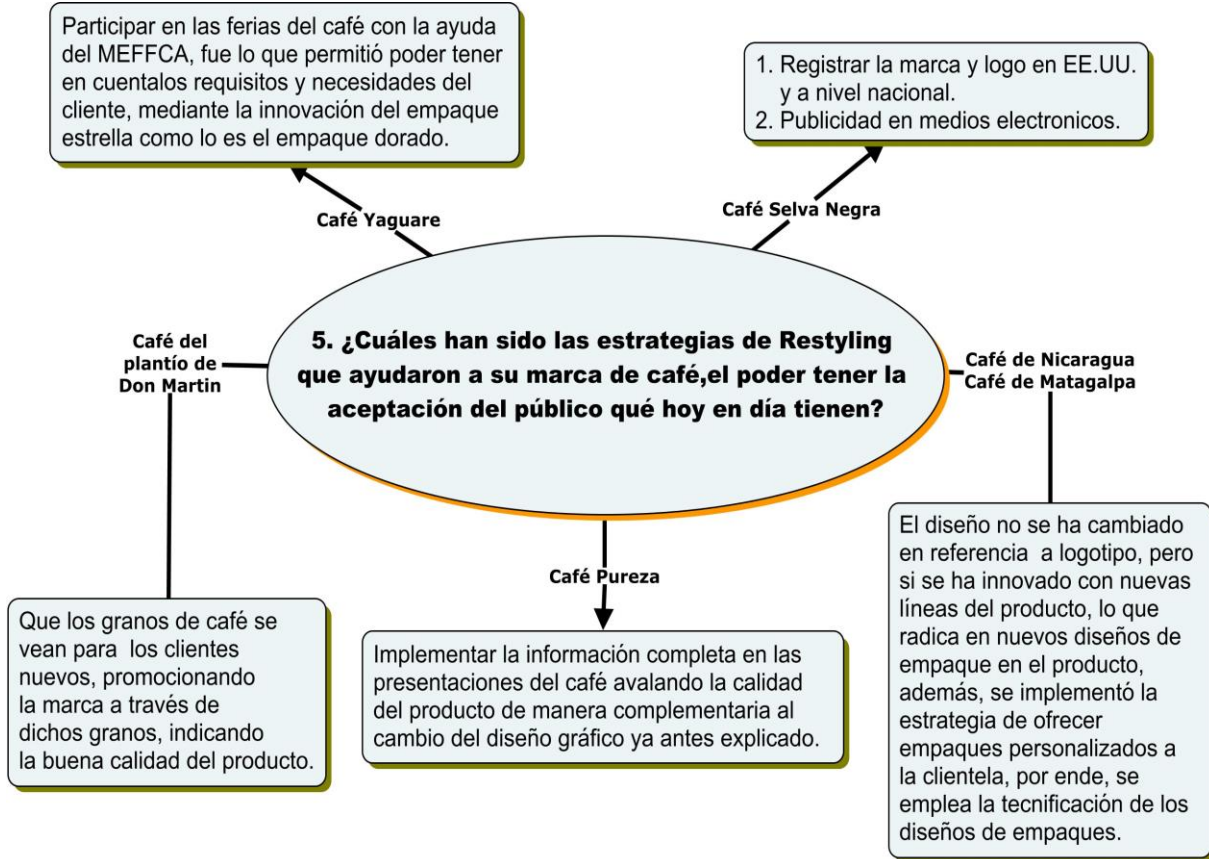 Participar en las ferias del café con la ayuda
del MEFFCA, fue lo que permitió poder tener
en cuentalos requisitos y necesidades del
cliente, mediante la innovación del empaque
estrella como lo es el empaque dorado.
1. Registrar la marca y logo en EE.UU.
y a nivel nacional.
2. Publicidad en medios electronicos.
Café Yaguare
Café Selva Negra
5. ¿Cuáles han sido las estrategias de Restyling
que ayudaron a su marca de café,el poder tener la
aceptación del público qué hoy en día tienen?
Café del
plantío de
Don Martin
Café de Nicaragua
Café de Matagalpa
Café Pureza
Que los granos de café se
vean para los clientes
nuevos, promocionando
la marca a través de
dichos granos, indicando
la buena calidad del producto.
Implementar la información completa en las
presentaciones del café avalando la calidad
del producto de manera complementaria al
cambio del diseño gráfico ya antes explicado.
El diseño no se ha cambiado
en referencia a logotipo, pero
si se ha innovado con nuevas
líneas del producto, lo que
radica en nuevos diseños de
empaque en el producto,
además, se implementó la
estrategia de ofrecer
empaques personalizados a
la clientela, por ende, se
emplea la tecnificación de los
diseños de empaques.